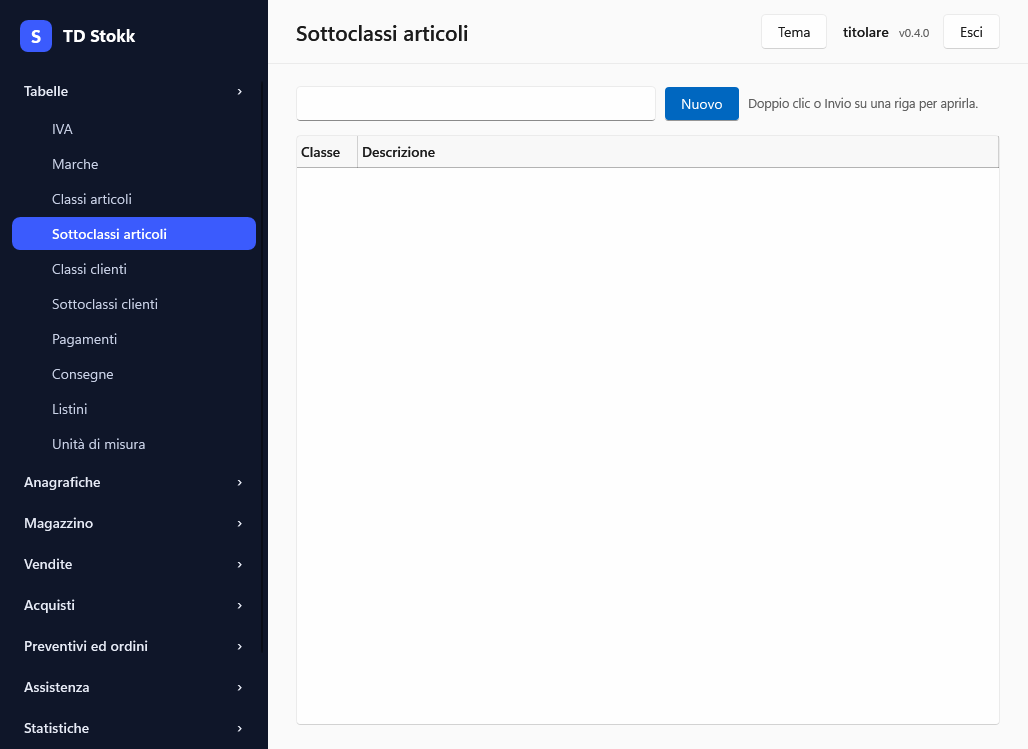 S TD Stokk
Sottoclassi articoli
Tema titolare v0.4.0 Esci
Tabelle ›
IVA
Marche
Classi articoli
Sottoclassi articoli
Classi clienti
Sottoclassi clienti
Pagamenti
Consegne
Listini
Unità di misura
Anagrafiche ›
Magazzino ›
Vendite ›
Acquisti ›
Preventivi ed ordini ›
Assistenza ›
Statistiche ›
Nuovo Doppio clic o Invio su una riga per aprirla.
Classe Descrizione